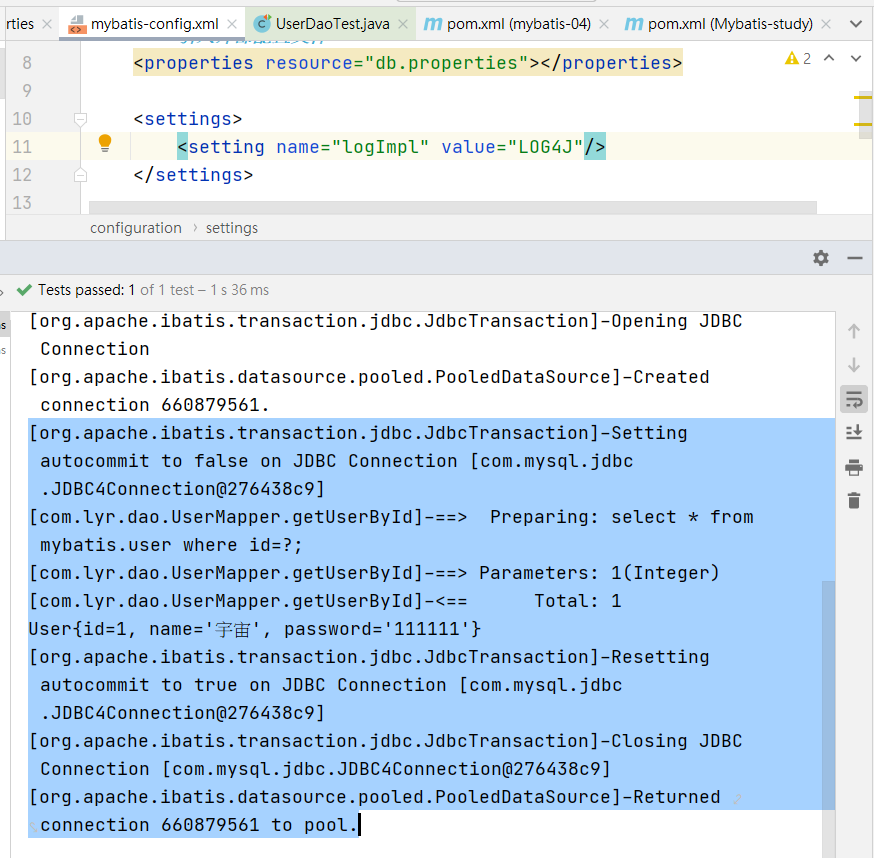 rties × mybatis-config.xml × UserDaoTest.java × pom.xml (mybatis-04) × pom.xml (Mybatis-study) ×
8 <properties resource="db.properties"></properties> 2
9
10 <settings>
11 <setting name="logImpl" value="LOG4J"/>
12 </settings>
13
configuration › settings
Tests passed: 1 of 1 test – 1 s 36 ms
[org.apache.ibatis.transaction.jdbc.JdbcTransaction]-Opening JDBC
Connection
[org.apache.ibatis.datasource.pooled.PooledDataSource]-Created
connection 660879561.
[org.apache.ibatis.transaction.jdbc.JdbcTransaction]-Setting
autocommit to false on JDBC Connection [com.mysql.jdbc
.JDBC4Connection@276438c9]
[com.lyr.dao.UserMapper.getUserById]-==>  Preparing: select * from
mybatis.user where id=?;
[com.lyr.dao.UserMapper.getUserById]-==> Parameters: 1(Integer)
[com.lyr.dao.UserMapper.getUserById]-<==      Total: 1
User{id=1, name='宇宙', password='111111'}
[org.apache.ibatis.transaction.jdbc.JdbcTransaction]-Resetting
autocommit to true on JDBC Connection [com.mysql.jdbc
.JDBC4Connection@276438c9]
[org.apache.ibatis.transaction.jdbc.JdbcTransaction]-Closing JDBC
Connection [com.mysql.jdbc.JDBC4Connection@276438c9]
[org.apache.ibatis.datasource.pooled.PooledDataSource]-Returned
connection 660879561 to pool.